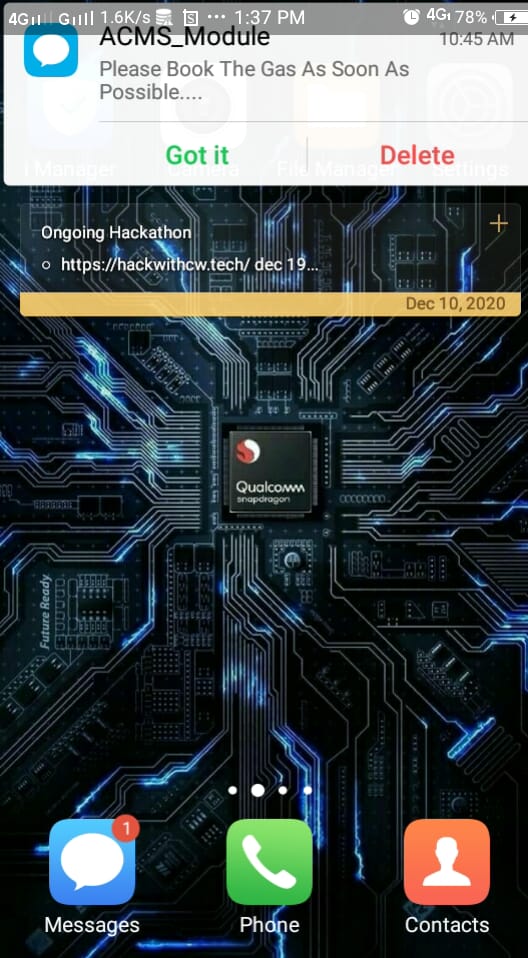 4G 1.6K/s ... 1:37 PM 4G 78%
ACMS_Module 10:45 AM
Please Book The Gas As Soon As
Possible....
Got it Delete
i Manager Camera File Manager Settings
Ongoing Hackathon
https://hackwithcw.tech/ dec 19...
Dec 10, 2020
Qualcomm
snapdragon
Future Ready
1
Messages Phone Contacts